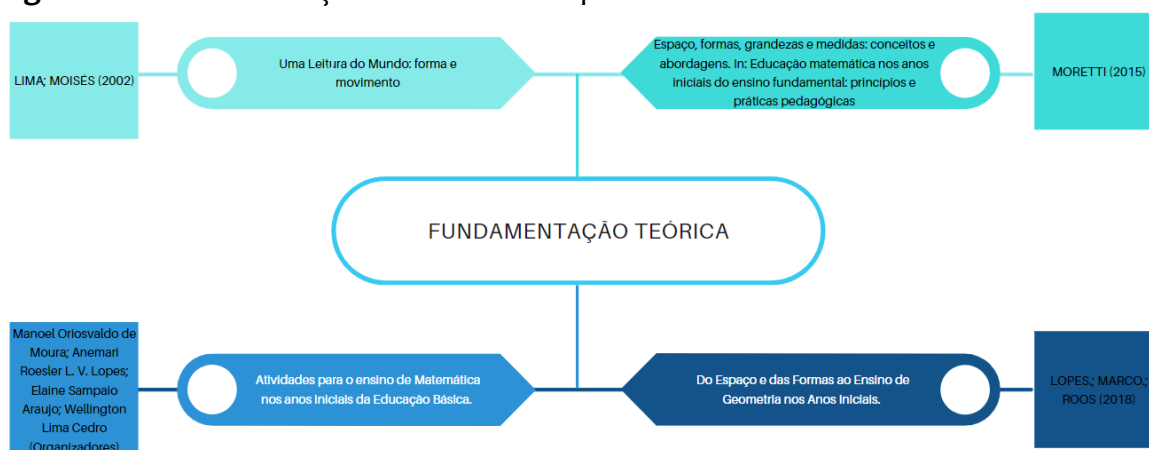 LIMA; MOISÉS (2002)
Uma Leitura do Mundo: forma e
movimento
Espaço, formas, grandezas e medidas: conceitos e
abordagens. In: Educação matemática nos anos
iniciais do ensino fundamental: princípios e
práticas pedagógicas
MORETTI (2015)
FUNDAMENTAÇÃO TEÓRICA
Manoel Oriosvaldo de
Moura; Anemari
Roesler L. V. Lopes;
Elaine Sampaio
Araujo; Wellington
Lima Cedro
(Organizadores)
Atividades para o ensino de Matemática
nos anos iniciais da Educação Básica.
Do Espaço e das Formas ao Ensino de
Geometria nos Anos Iniciais.
LOPES.; MARCO.;
ROOS (2018)